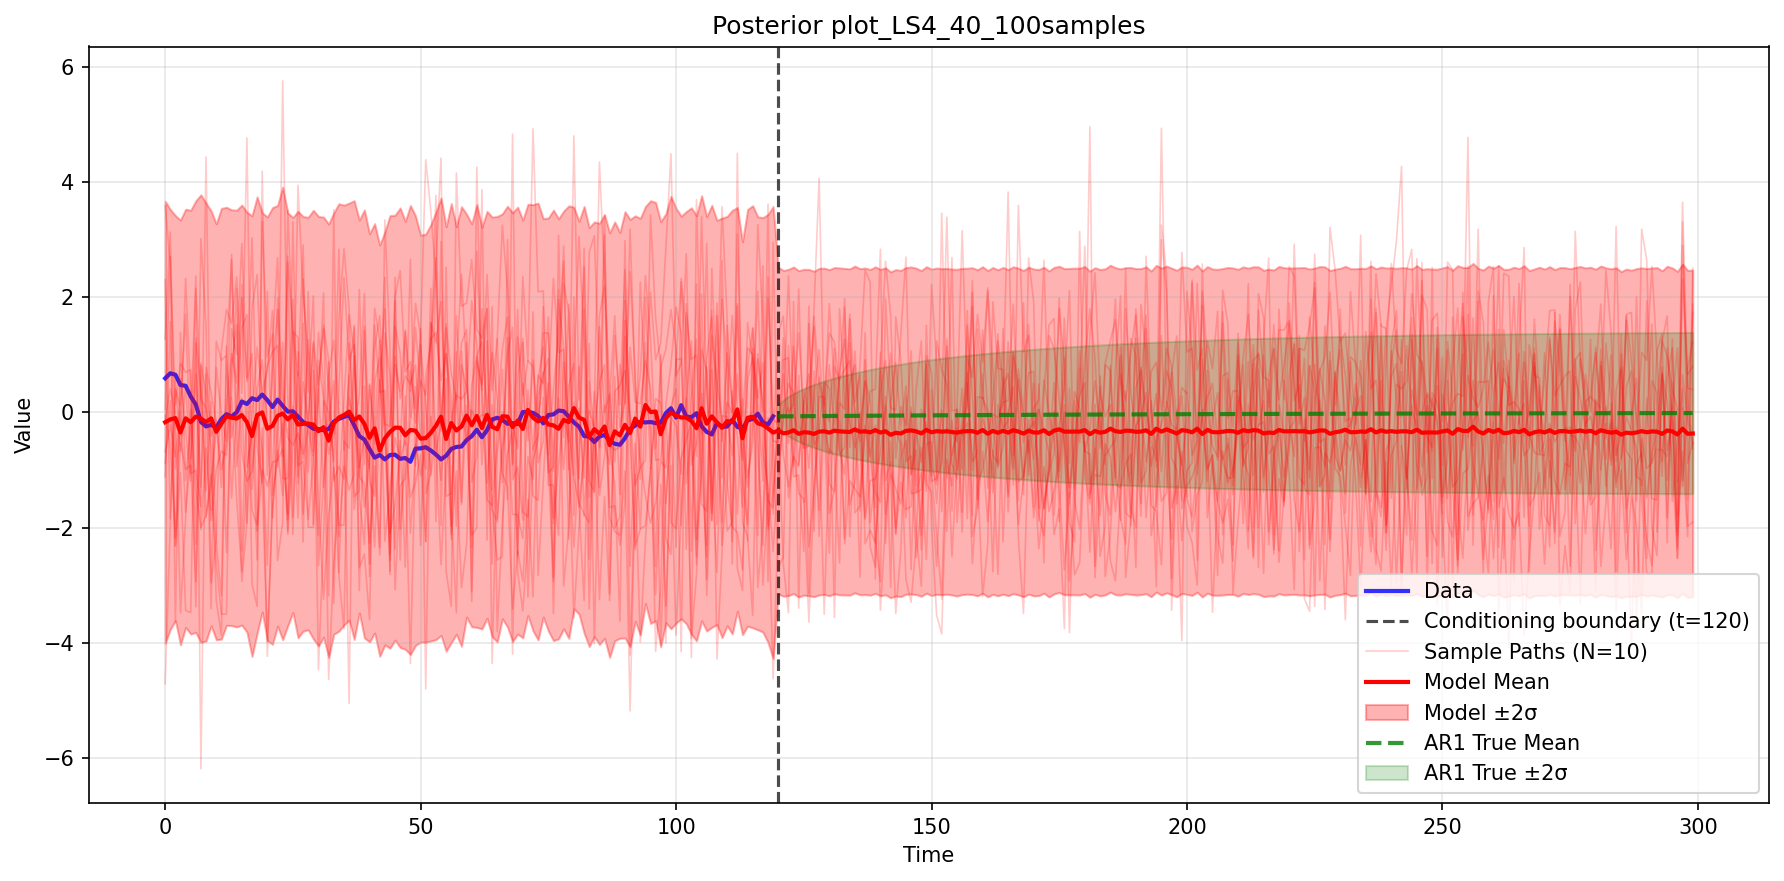 Posterior plot_LS4_40_100samples
Value
6
4
2
0
−2
−4
−6
Data
Conditioning boundary (t=120)
Sample Paths (N=10)
Model Mean
Model ±2σ
AR1 True Mean
AR1 True ±2σ
0 50 100 150 200 250 300
Time